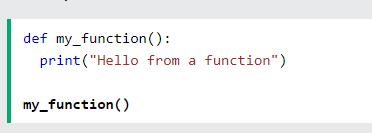 def my_function():
  print("Hello from a function")

my_function()